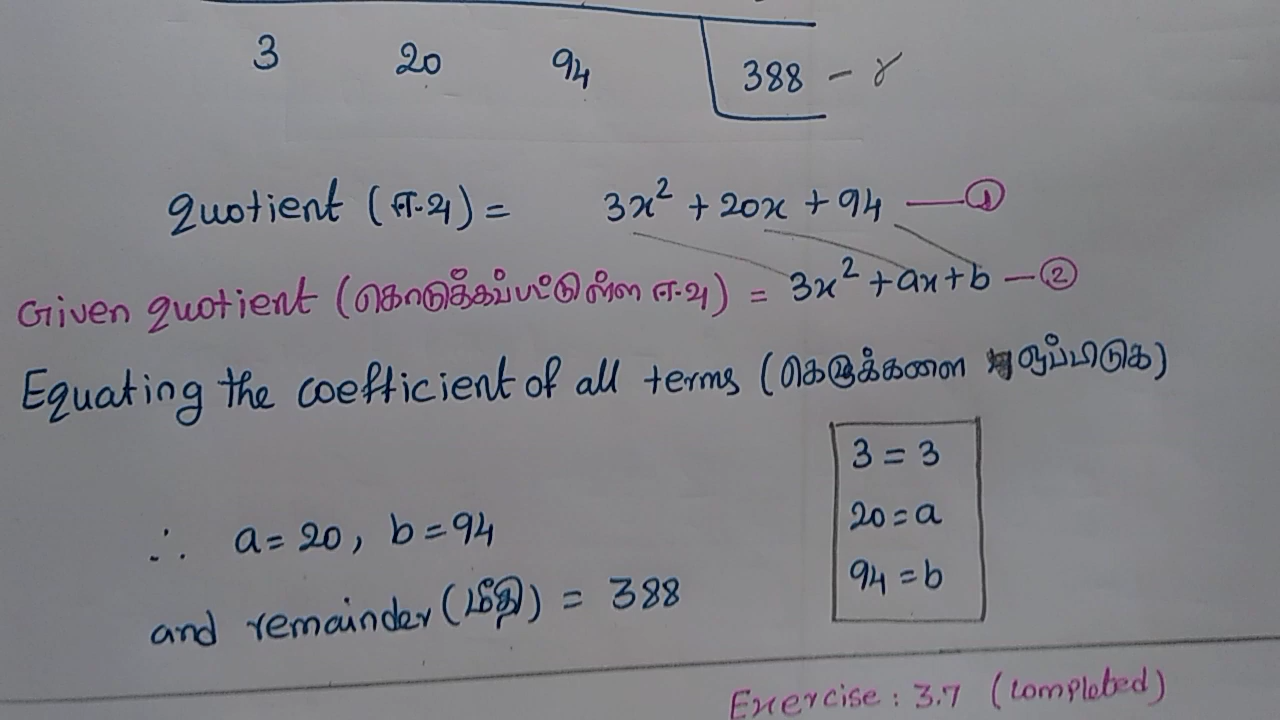 3 20 94 388 - r
quotient (ஈ.வு) = 3x² + 20x + 94 — ①
Given quotient (கொடுக்கப்பட்டுள்ள ஈ.வு) = 3x² + ax + b — ②
Equating the coefficient of all terms (கெழுக்களை ஒப்பிடுக)
3 = 3
20 = a
∴ a = 20, b = 94
94 = b
and remainder (மீதி) = 388
Exercise : 3.7 (completed)